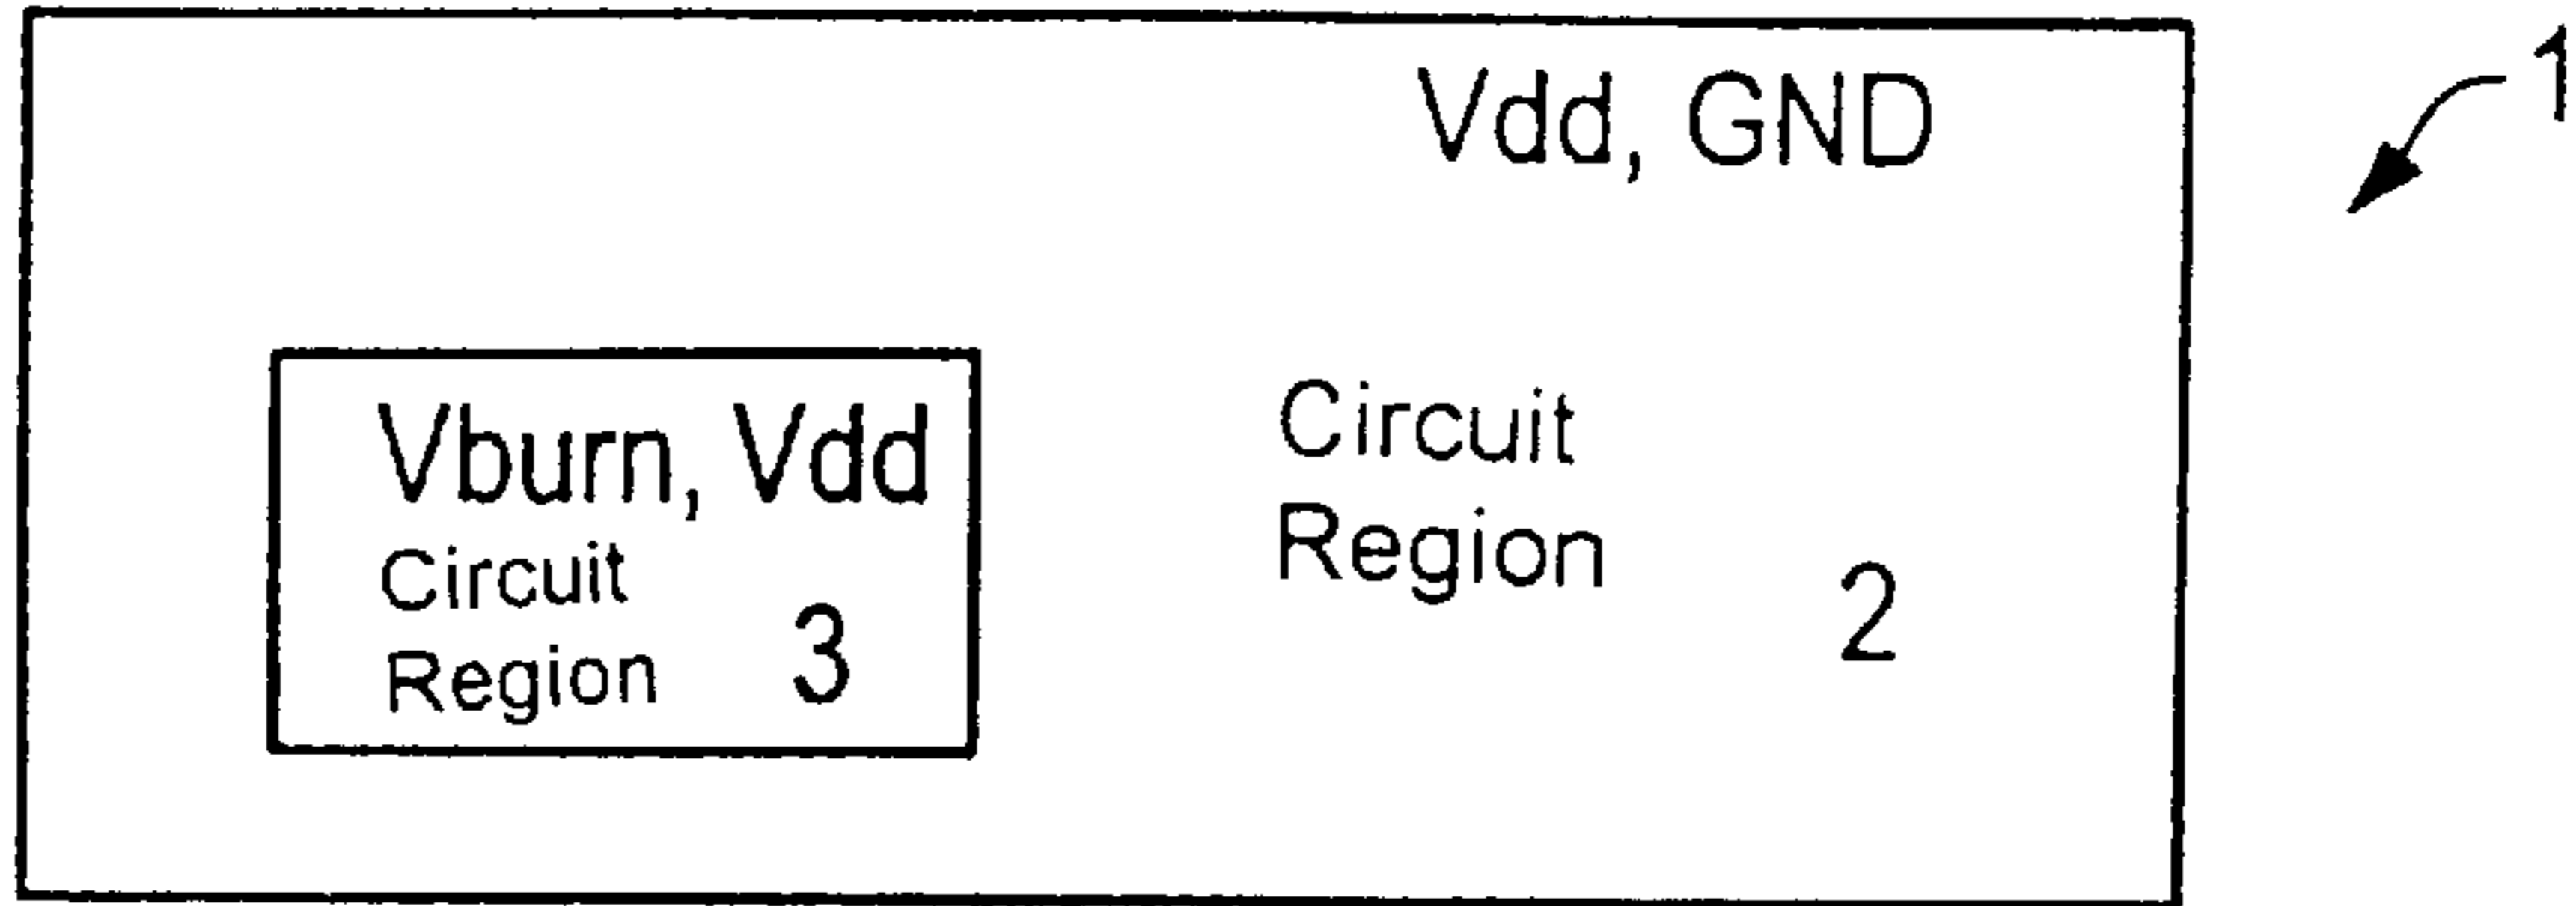 1
Vdd, GND
Vburn, Vdd
Circuit
Region 3
Circuit
Region
2